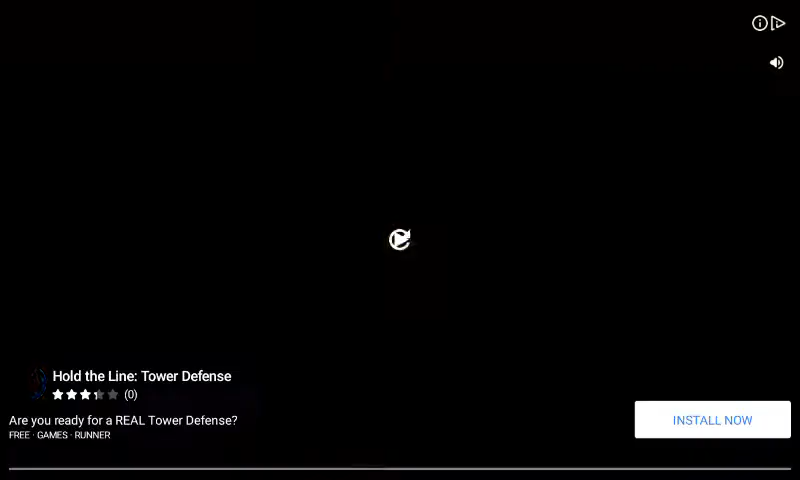 Hold the Line: Tower Defense
(0)
Are you ready for a REAL Tower Defense?
FREE · GAMES · RUNNER
INSTALL NOW